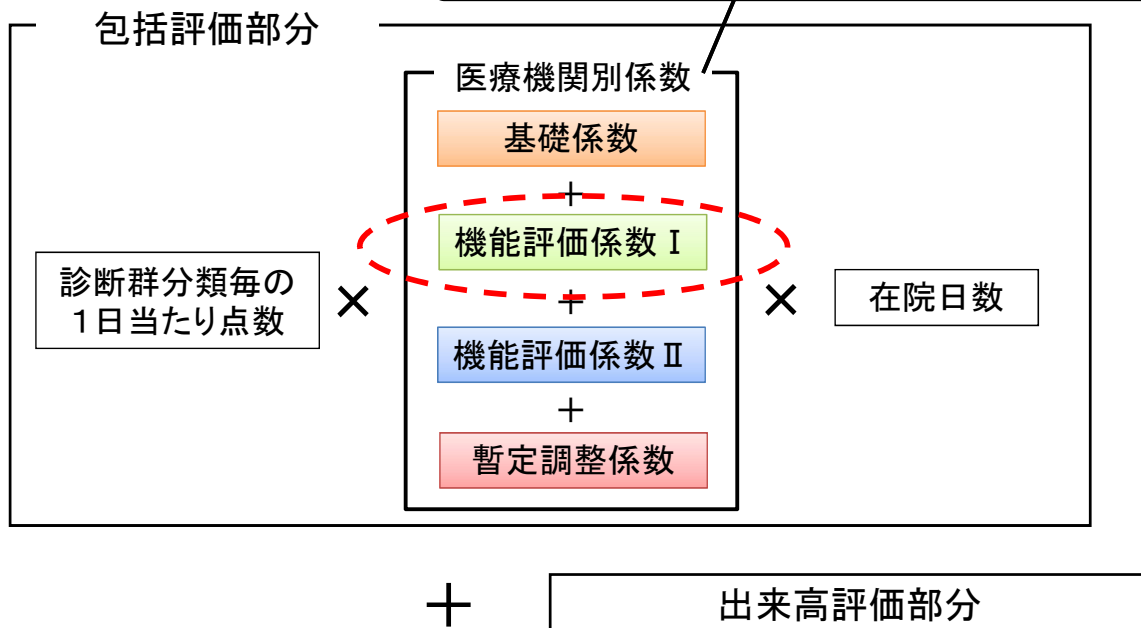 包括評価部分
医療機関別係数
基礎係数
＋
機能評価係数Ⅰ
＋
機能評価係数Ⅱ
＋
暫定調整係数
診断群分類毎の
１日当たり点数
×
×
在院日数
＋
出来高評価部分